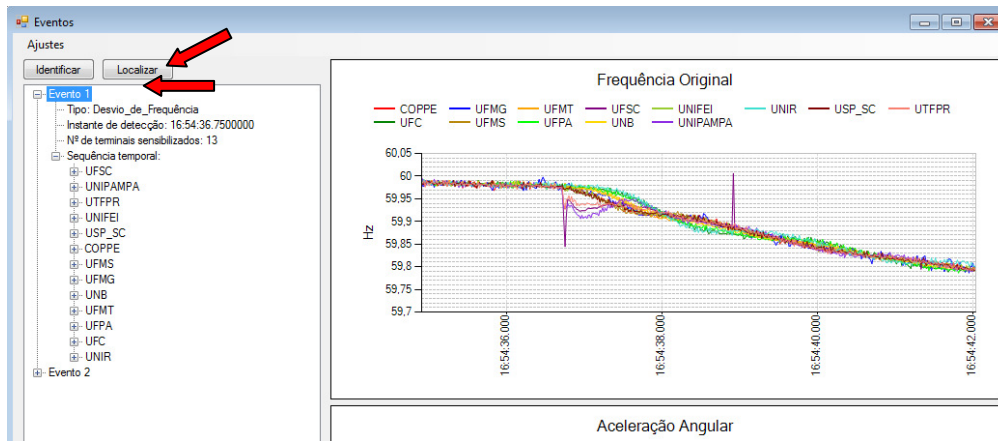 Eventos
Ajustes
Identificar Localizar
Evento 1
Tipo: Desvio_de_Frequência
Instante de detecção: 16:54:36.7500000
Nº de terminais sensibilizados: 13
Sequência temporal:
UFSC
UNIPAMPA
UTFPR
UNIFEI
USP_SC
COPPE
UFMS
UFMG
UNB
UFMT
UFPA
UFC
UNIR
Evento 2
Frequência Original
COPPE UFMG UFMT UFSC UNIFEI UNIR USP_SC UTFPR
UFC UFMS UFPA UNB UNIPAMPA
60,05
60
59,95
59,9
59,85
59,8
59,75
59,7
Hz
16:54:36.000
16:54:38.000
16:54:40.000
16:54:42.000
Aceleração Angular